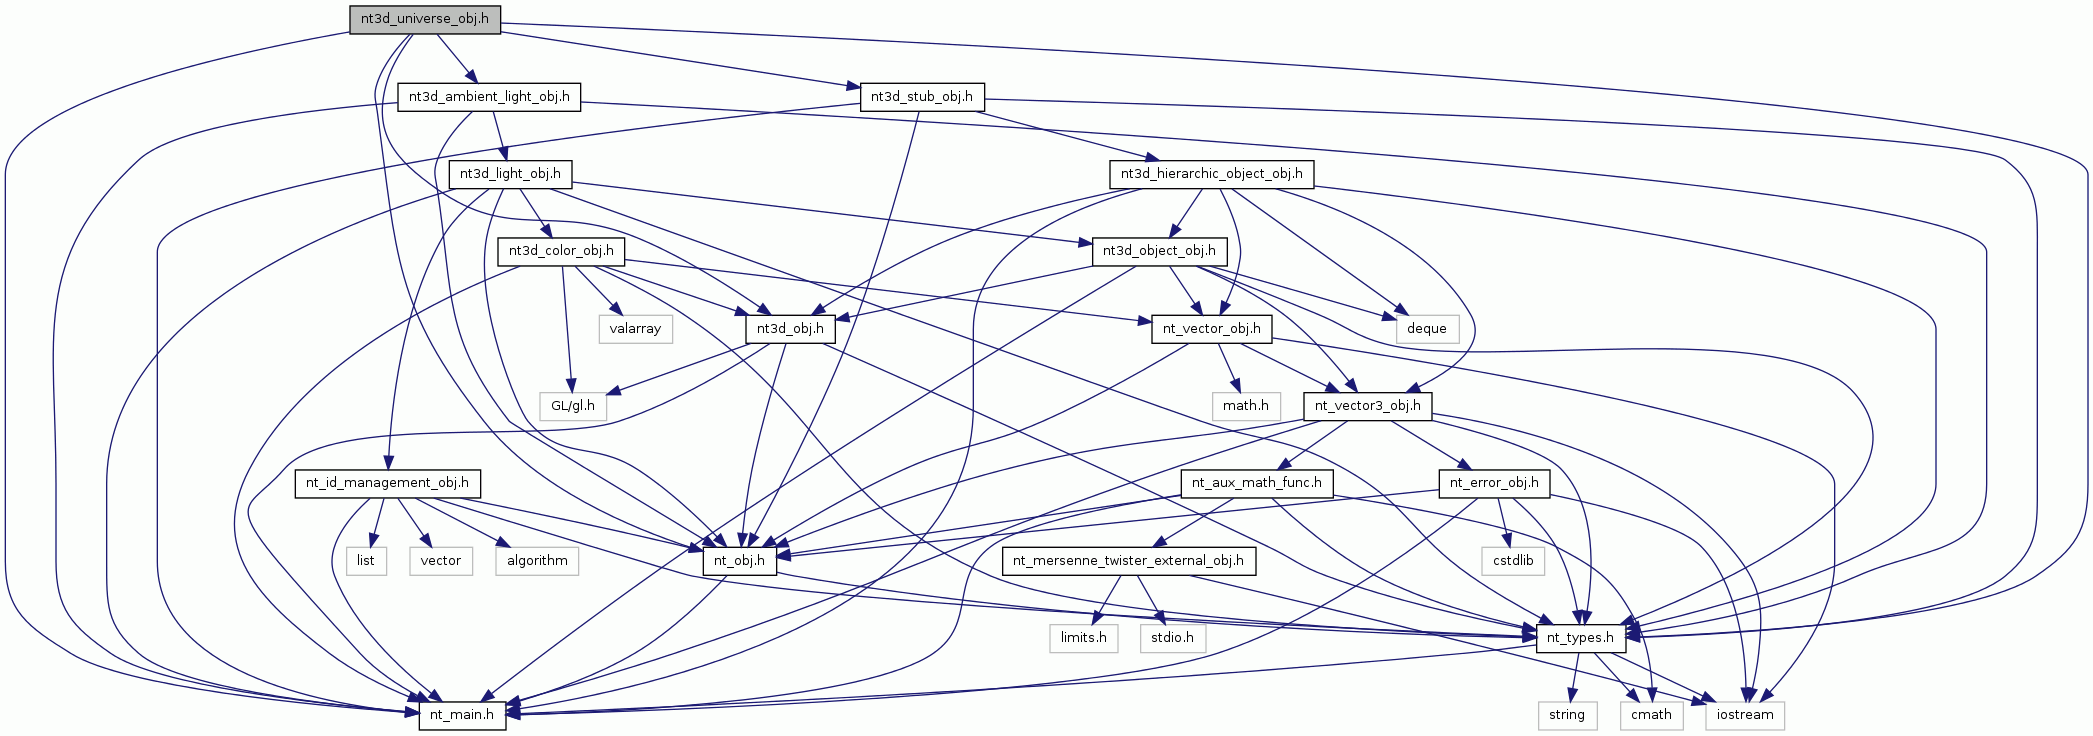 nt3d_universe_obj.h
nt3d_ambient_light_obj.h
nt3d_stub_obj.h
nt3d_light_obj.h
nt3d_hierarchic_object_obj.h
nt3d_color_obj.h
nt3d_object_obj.h
valarray
nt3d_obj.h
nt_vector_obj.h
deque
GL/gl.h
math.h
nt_vector3_obj.h
nt_id_management_obj.h
nt_aux_math_func.h
nt_error_obj.h
list
vector
algorithm
nt_obj.h
nt_mersenne_twister_external_obj.h
cstdlib
limits.h
stdio.h
nt_types.h
nt_main.h
string
cmath
iostream